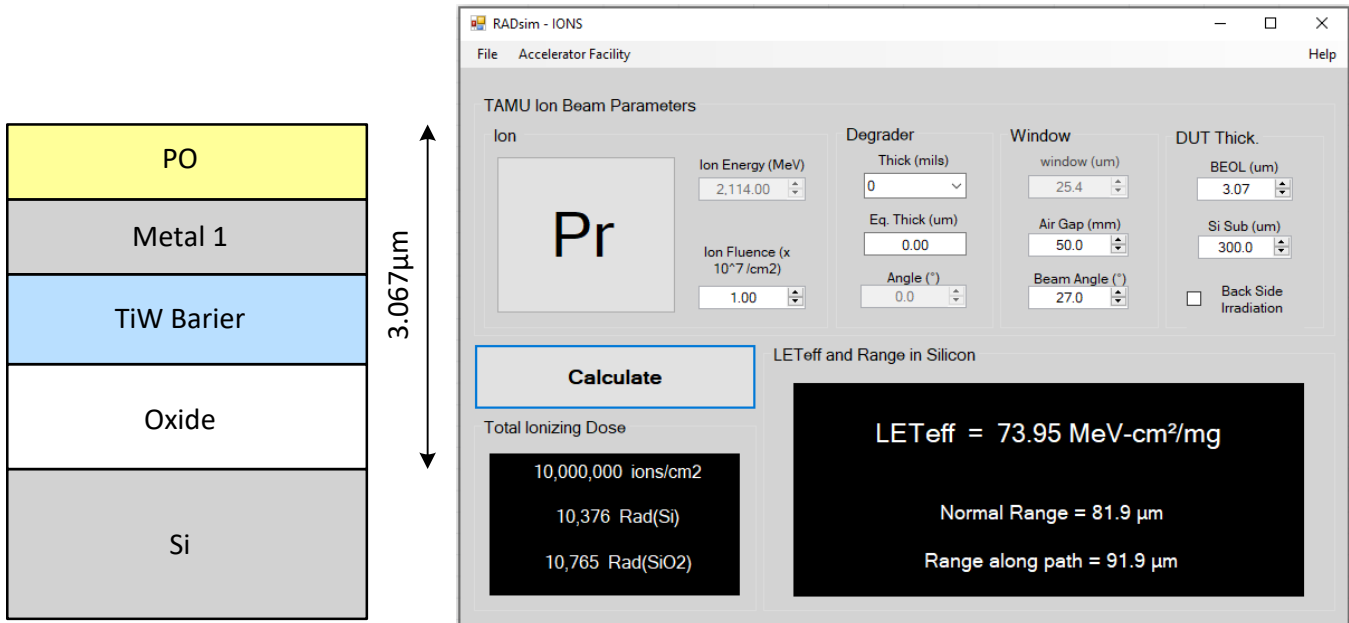 PO
Metal 1
TiW Barier
Oxide
Si
3.067µm
RADsim - IONS
File Accelerator Facility Help
TAMU Ion Beam Parameters
Ion
Pr
Ion Energy (MeV)
2,114.00
Ion Fluence (x
10^7 /cm2)
1.00
Degrader
Thick (mils)
0
Eq. Thick (um)
0.00
Angle (°)
0.0
Window
window (um)
25.4
Air Gap (mm)
50.0
Beam Angle (°)
27.0
DUT Thick.
BEOL (um)
3.07
Si Sub (um)
300.0
Back Side
Irradiation
Calculate
Total Ionizing Dose
10,000,000 ions/cm2
10,376 Rad(Si)
10,765 Rad(SiO2)
LETeff and Range in Silicon
LETeff = 73.95 MeV-cm²/mg
Normal Range = 81.9 µm
Range along path = 91.9 µm